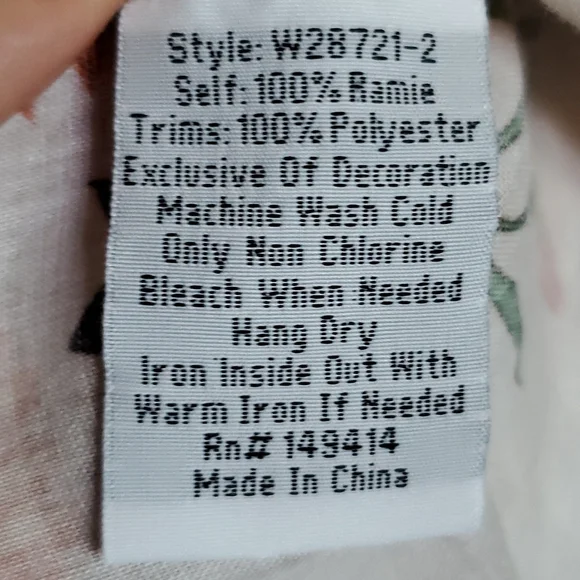 Style: W28721-2
Self: 100% Ramie
Trims: 100% Polyester
Exclusive Of Decoration
Machine Wash Cold
Only Non Chlorine
Bleach When Needed
Hang Dry
Iron Inside Out With
Warm Iron If Needed
Rn# 149414
Made In China